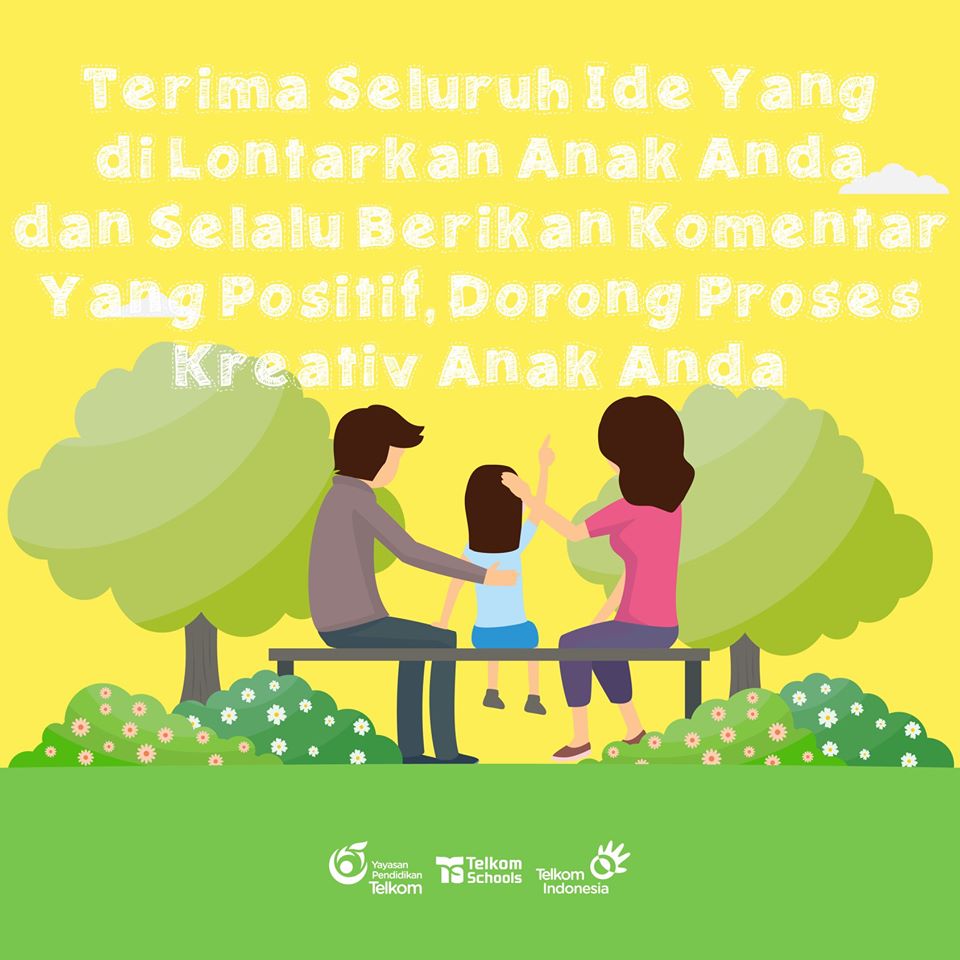 Terima Seluruh Ide Yang
di Lontarkan Anak Anda
dan Selalu Berikan Komentar
Yang Positif, Dorong Proses
Kreativ Anak Anda
Yayasan
Pendidikan
Telkom
TS
Telkom
Schools
Telkom
Indonesia